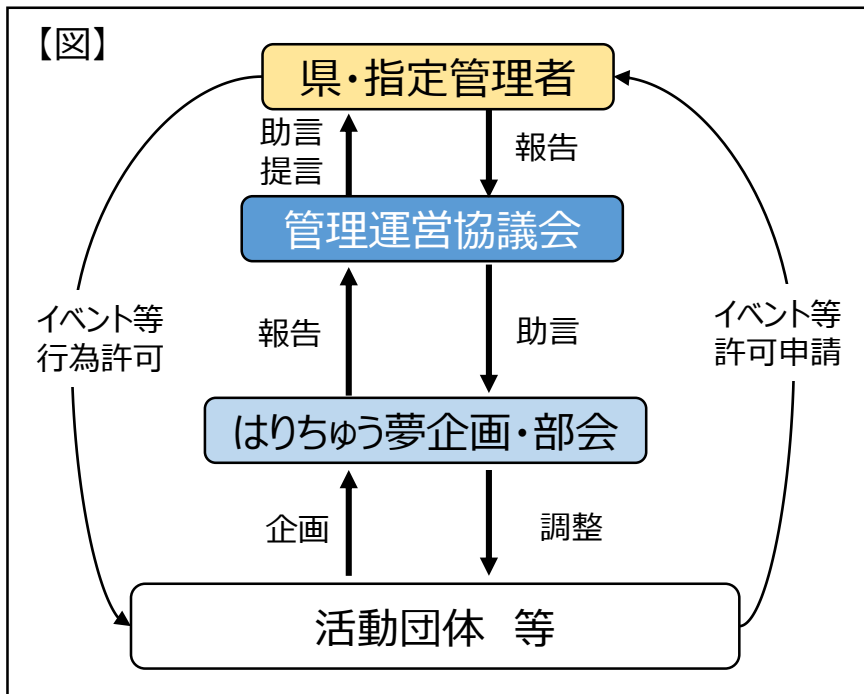 【図】
県・指定管理者
助言
提言
報告
管理運営協議会
イベント等
行為許可
報告
助言
イベント等
許可申請
はりちゅう夢企画・部会
企画
調整
活動団体 等